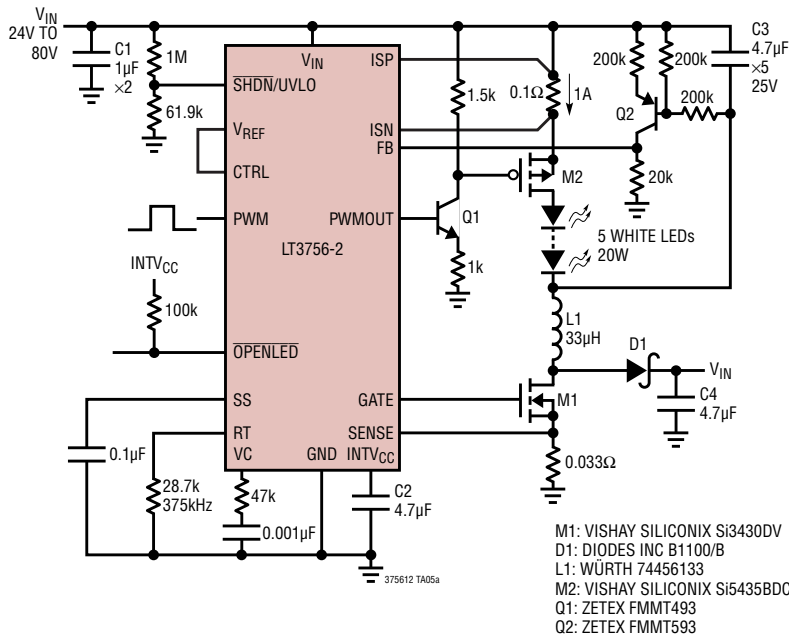 VIN
24V TO
80V
C1
1µF
×2
1M
61.9k
SHDN/UVLO
VREF
CTRL
PWM
INTVCC
100k
OPENLED
SS
RT
VC
GND
INTVCC
VIN
ISP
ISN
FB
PWMOUT
LT3756-2
GATE
SENSE
0.1µF
28.7k
375kHz
47k
0.001µF
C2
4.7µF
1.5k
Q1
1k
0.1Ω
1A
M2
5 WHITE LEDs
20W
200k
200k
Q2
200k
20k
C3
4.7µF
×5
25V
L1
33µH
D1
VIN
C4
4.7µF
M1
0.033Ω
375612 TA05a
M1: VISHAY SILICONIX Si3430DV
D1: DIODES INC B1100/B
L1: WÜRTH 74456133
M2: VISHAY SILICONIX Si5435BDC
Q1: ZETEX FMMT493
Q2: ZETEX FMMT593